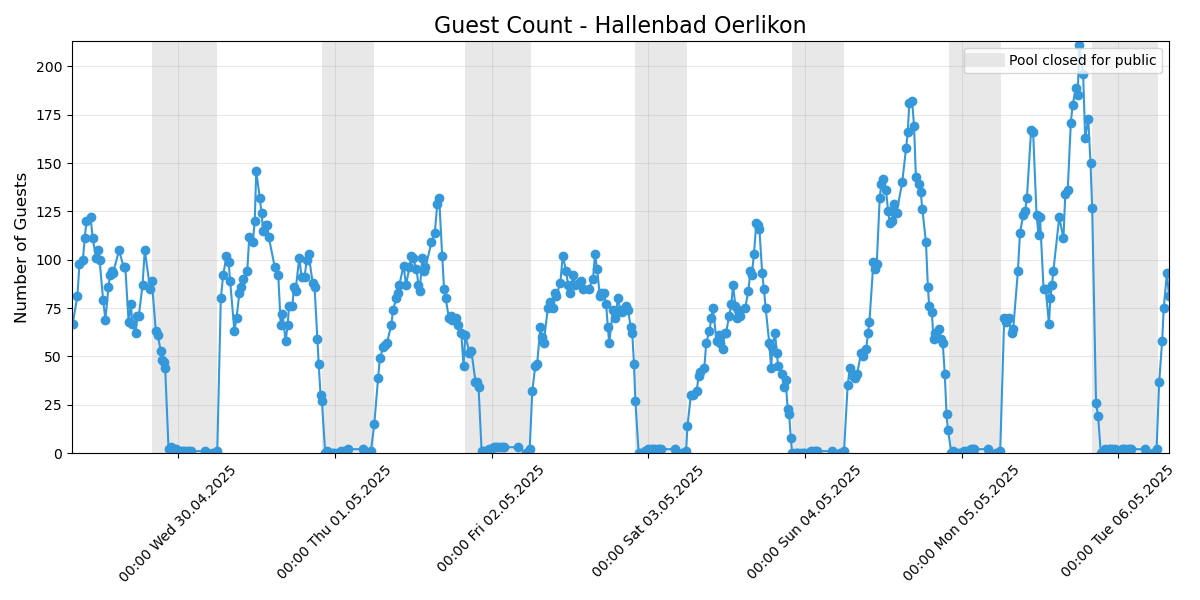 Guest Count - Hallenbad Oerlikon
Pool closed for public
Number of Guests
200
175
150
125
100
75
50
25
0
00:00 Wed 30.04.2025
00:00 Thu 01.05.2025
00:00 Fri 02.05.2025
00:00 Sat 03.05.2025
00:00 Sun 04.05.2025
00:00 Mon 05.05.2025
00:00 Tue 06.05.2025